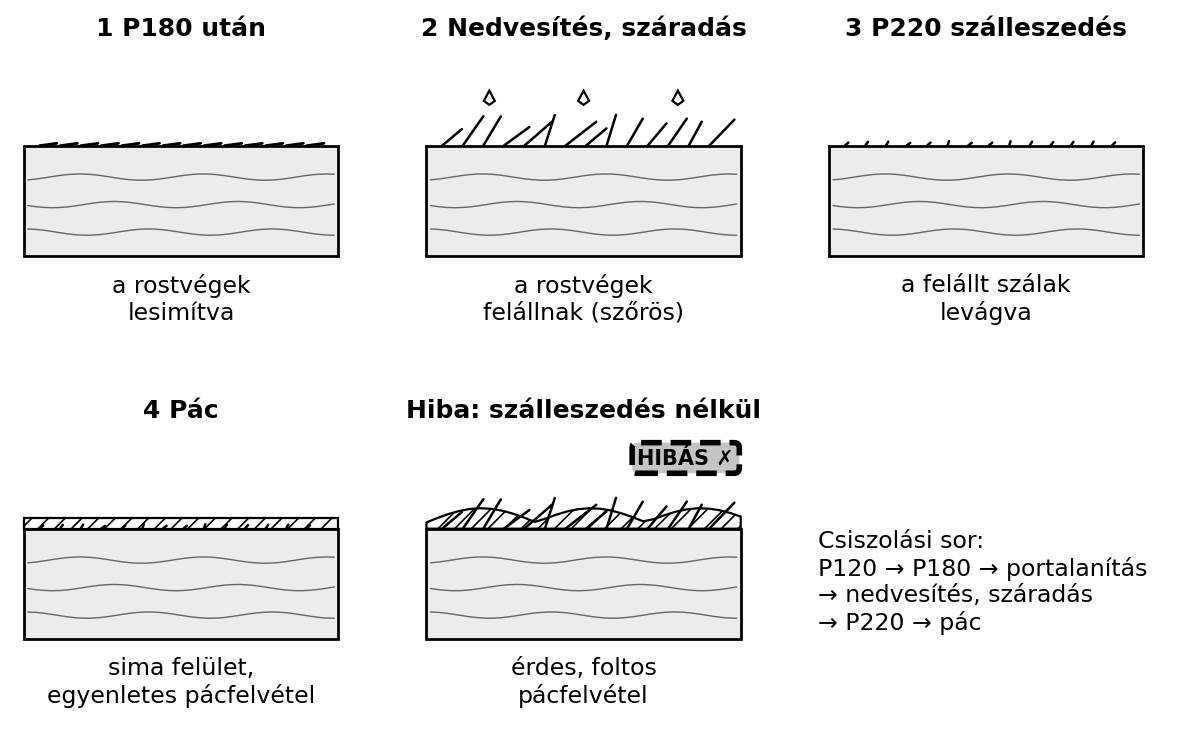 1 P180 után
2 Nedvesítés, száradás
3 P220 szálleszedés
a rostvégek
lesimítva
a rostvégek
felállnak (szőrös)
a felállt szálak
levágva
4 Pác
Hiba: szálleszedés nélkül
HIBÁS ✗
sima felület,
egyenletes pácfelvétel
érdes, foltos
pácfelvétel
Csiszolási sor:
P120 → P180 → portalanítás
→ nedvesítés, száradás
→ P220 → pác